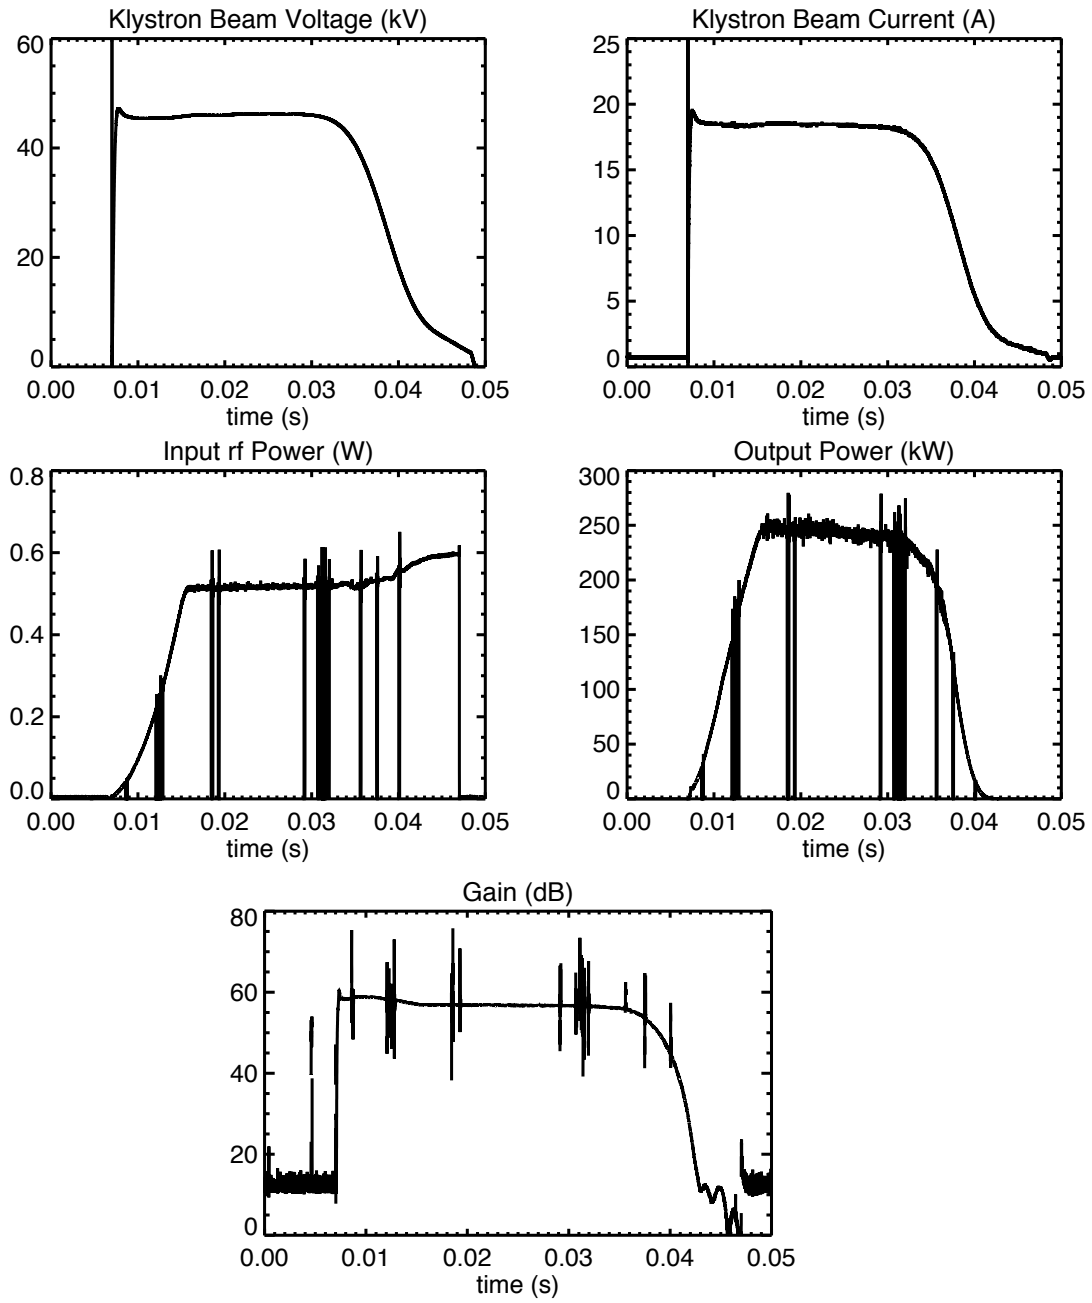 Klystron Beam Voltage (kV)
60
40
20
0
0.00 0.01 0.02 0.03 0.04 0.05
time (s)
Klystron Beam Current (A)
25
20
15
10
5
0
0.00 0.01 0.02 0.03 0.04 0.05
time (s)
Input rf Power (W)
0.8
0.6
0.4
0.2
0.0
0.00 0.01 0.02 0.03 0.04 0.05
time (s)
Output Power (kW)
300
250
200
150
100
50
0
0.00 0.01 0.02 0.03 0.04 0.05
time (s)
Gain (dB)
80
60
40
20
0
0.00 0.01 0.02 0.03 0.04 0.05
time (s)